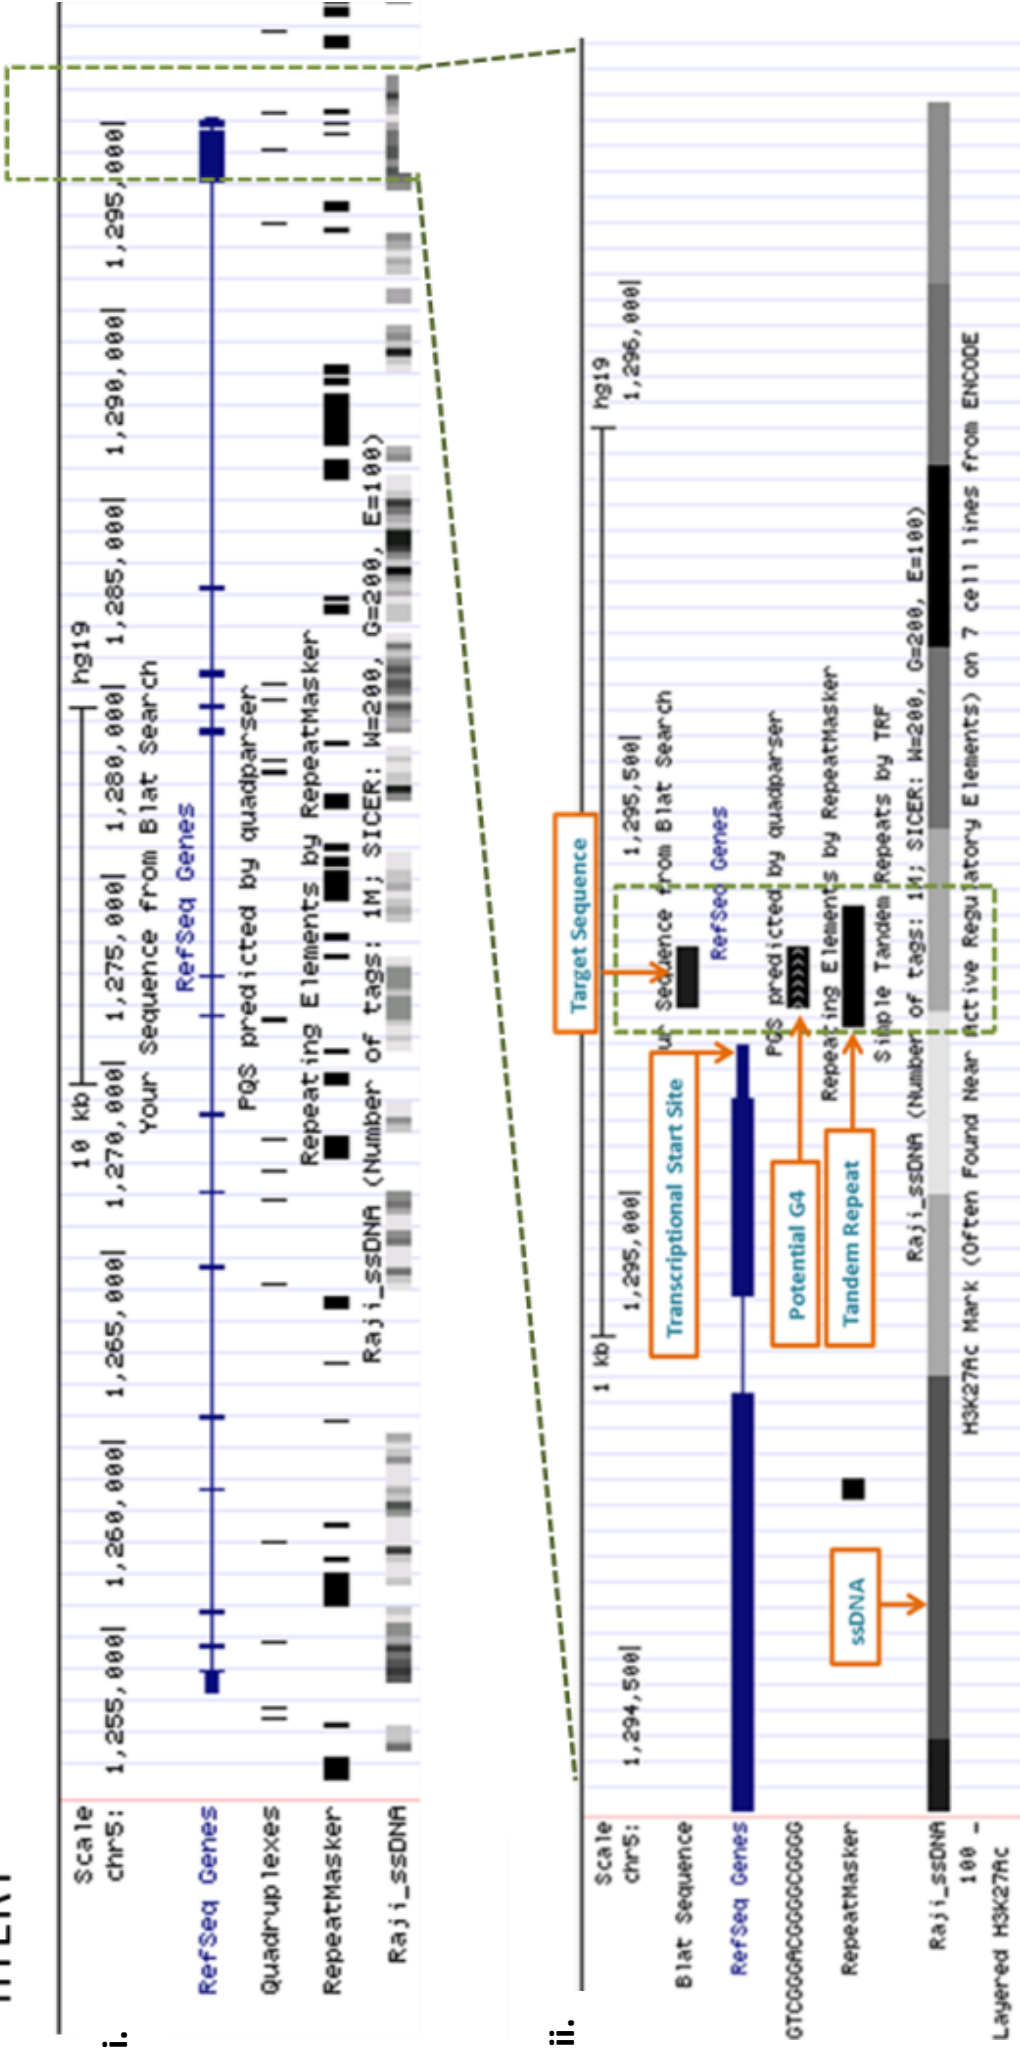 i.
Scale 10 kb hg19
chr5: 1,255,000| 1,260,000| 1,265,000| 1,270,000| 1,275,000| 1,280,000| 1,285,000| 1,290,000| 1,295,000|
Your Sequence from Blat Search
RefSeq Genes
RefSeq Genes
PQS predicted by quadparser
Quadruplexes
Repeating Elements by RepeatMasker
RepeatMasker
Raji_ssDNA (Number of tags: 1M; SICER: W=200, G=200, E=100)
Raji_ssDNA
ii.
Target Sequence
Scale 1 kb hg19
chr5: 1,294,500| 1,295,000| 1,295,500| 1,296,000|
ur Sequence from Blat Search
Blat Sequence
Transcriptional Start Site
RefSeq Genes
RefSeq Genes
PQS predicted by quadparser
GTCGGGACGGGGCGGGG
Potential G4
Repeating Elements by RepeatMasker
RepeatMasker
Tandem Repeat
Simple Tandem Repeats by TRF
ssDNA
Raji_ssDNA (Number of tags: 1M; SICER: W=200, G=200, E=100)
Raji_ssDNA
H3K27Ac Mark (Often Found Near Active Regulatory Elements) on 7 cell lines from ENCODE
100 _
Layered H3K27Ac